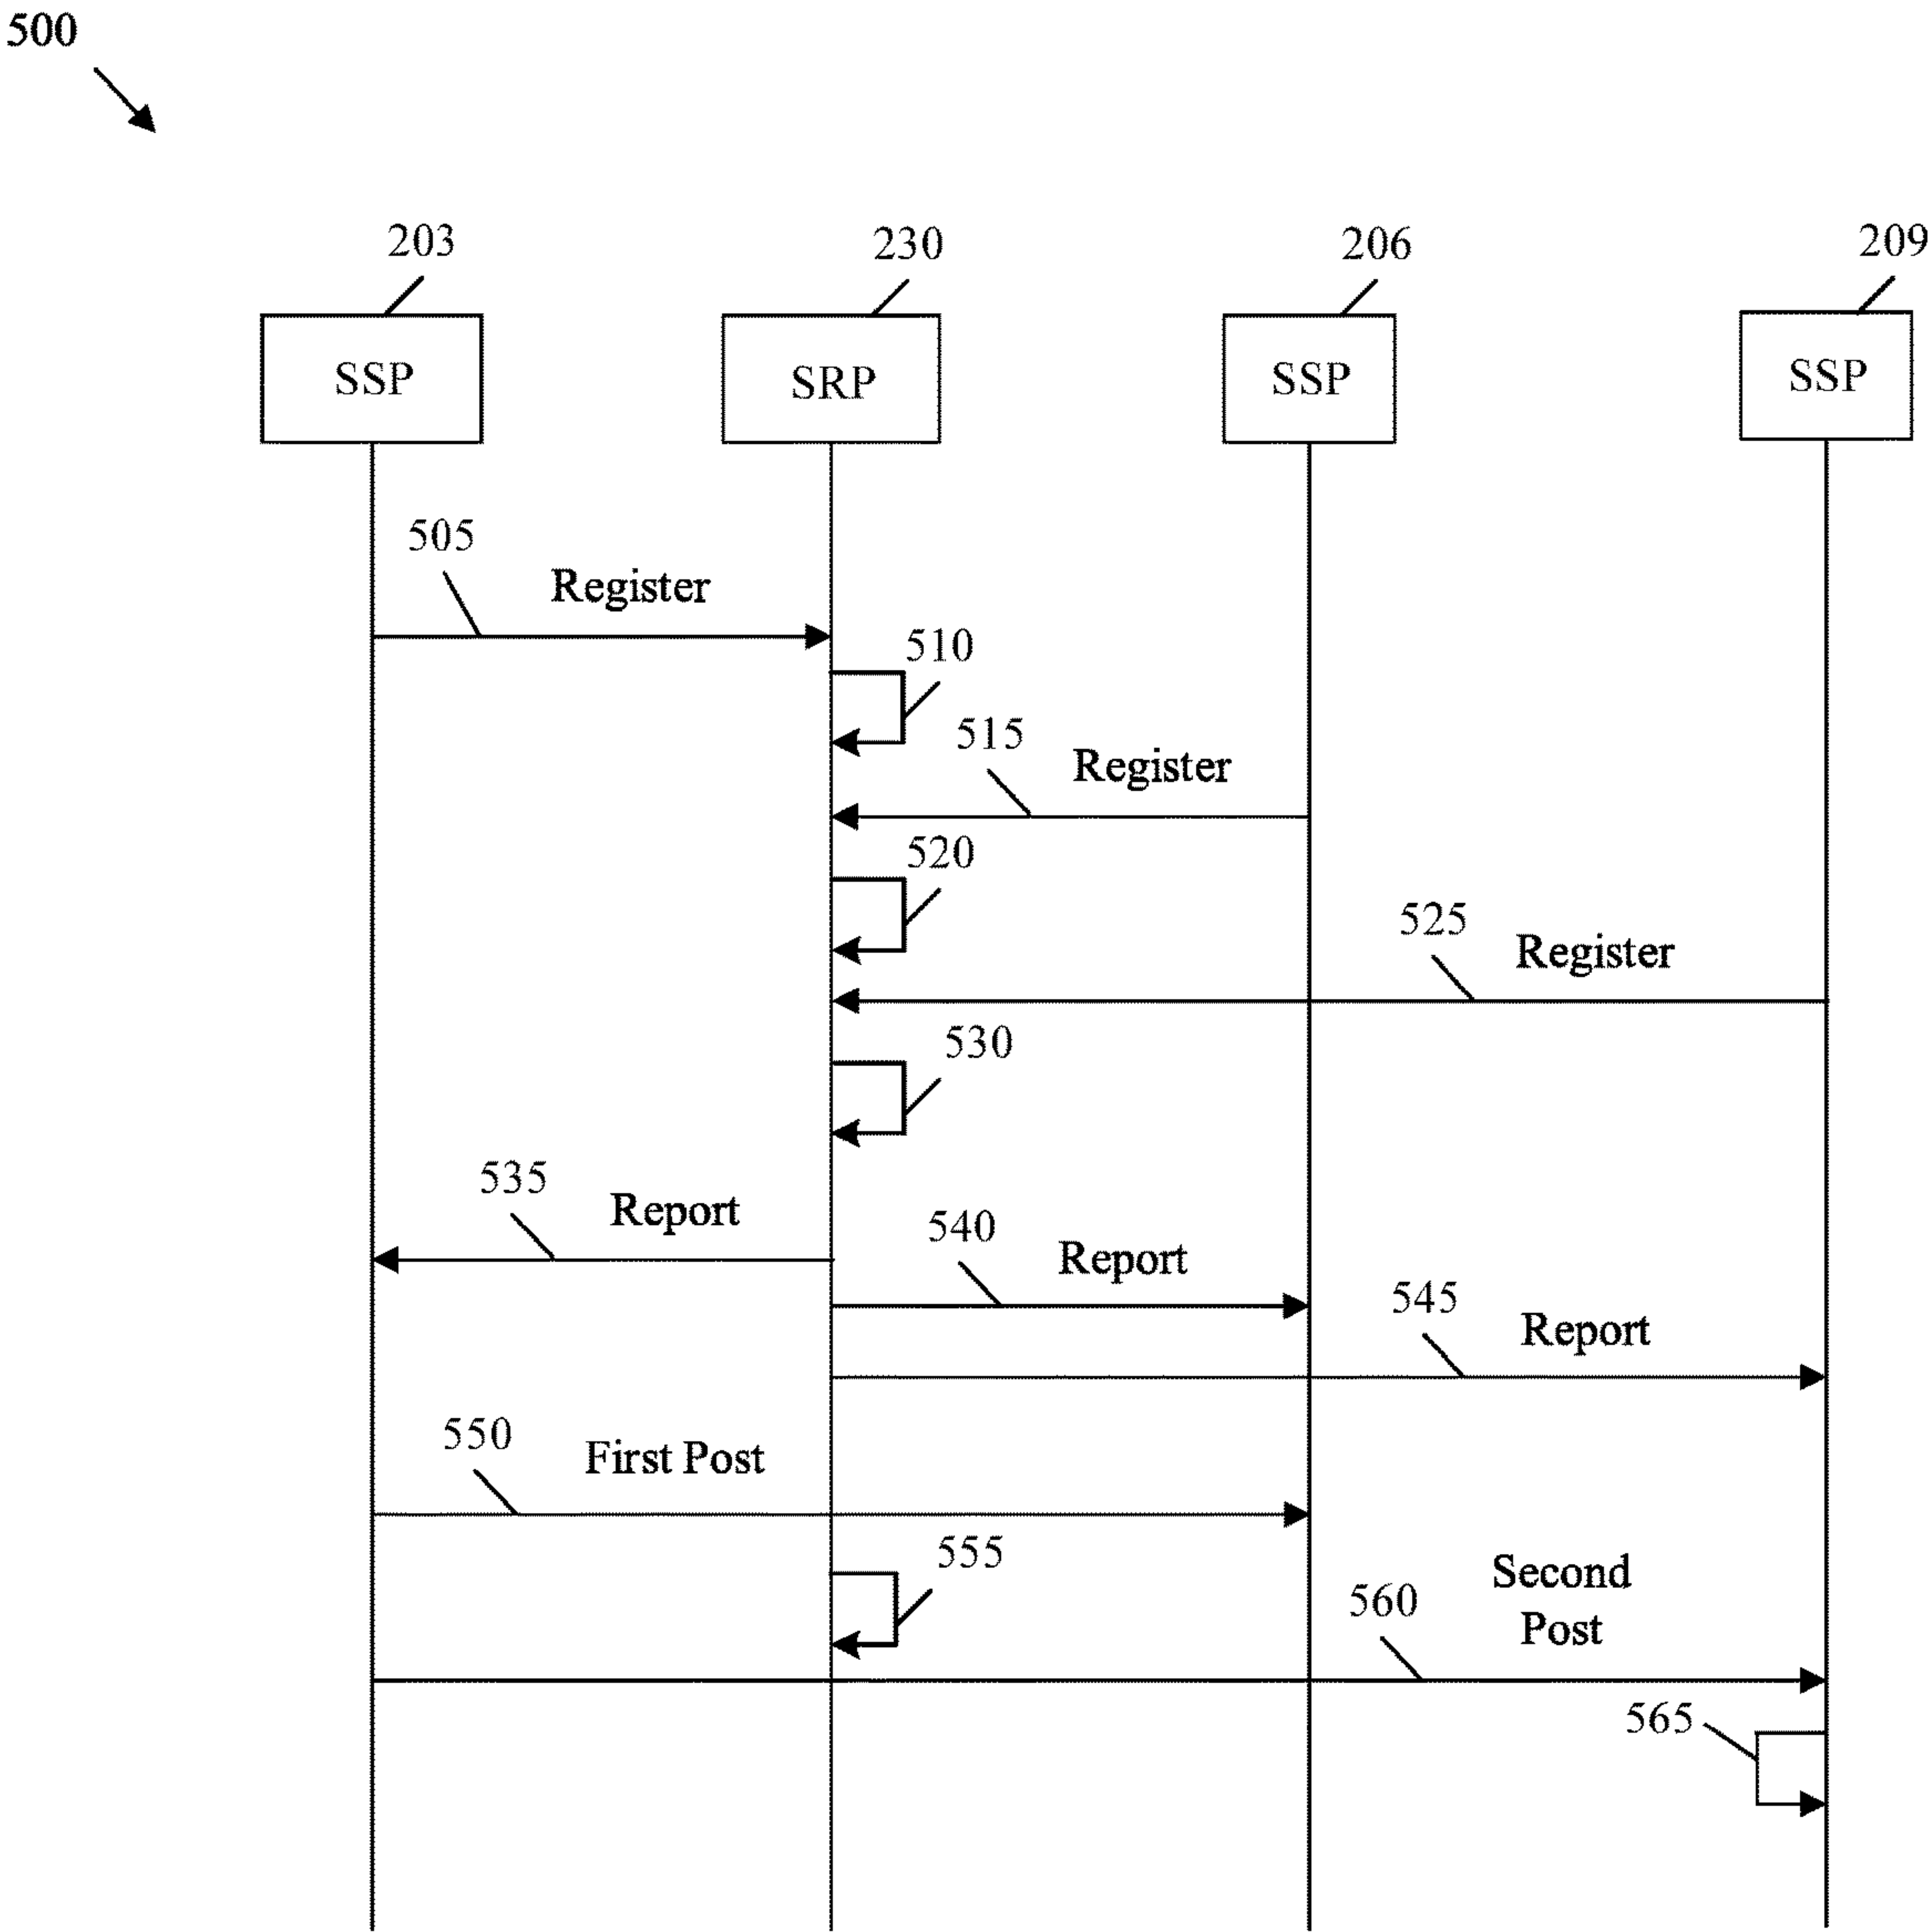 500
203
230
206
209
SSP
SRP
SSP
SSP
505
Register
510
515
Register
520
525
Register
530
535
Report
540
Report
545
Report
550
First Post
555
560
Second
Post
565